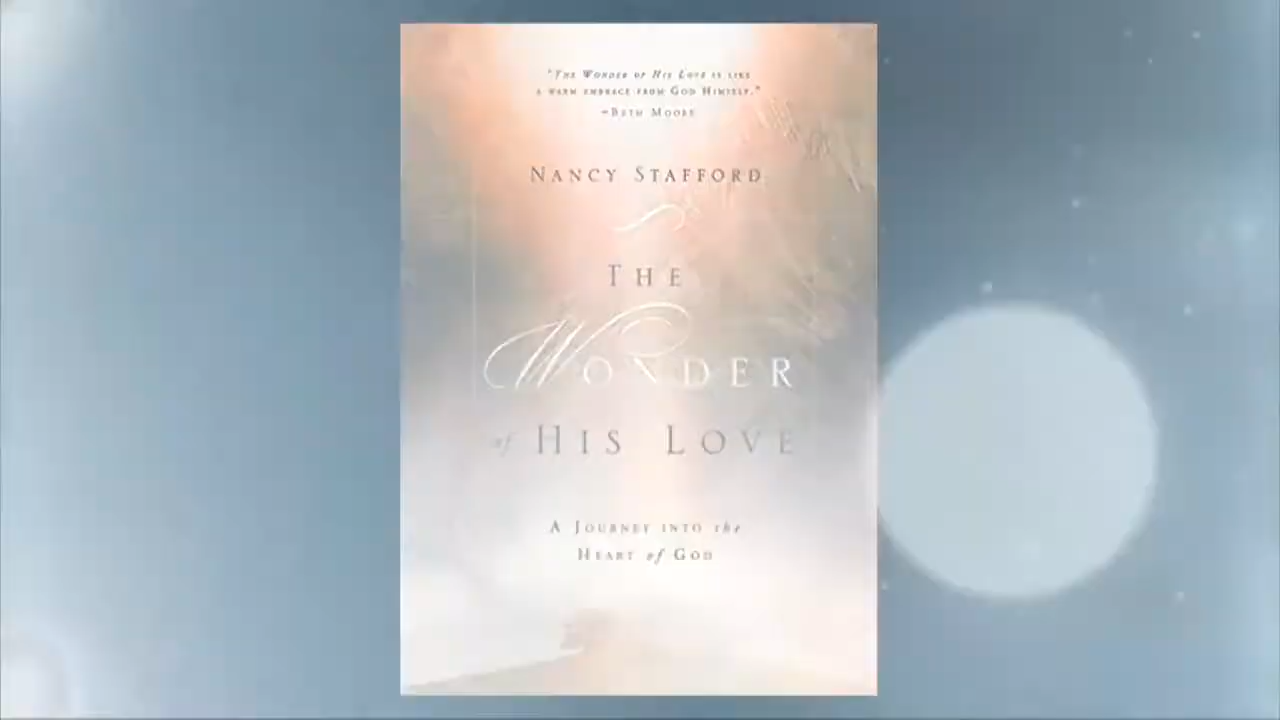 "The Wonder of His Love is like
a warm embrace from God Himself."
-Beth Moore
Nancy Stafford
The
Wonder
of His Love
A Journey into the
Heart of God